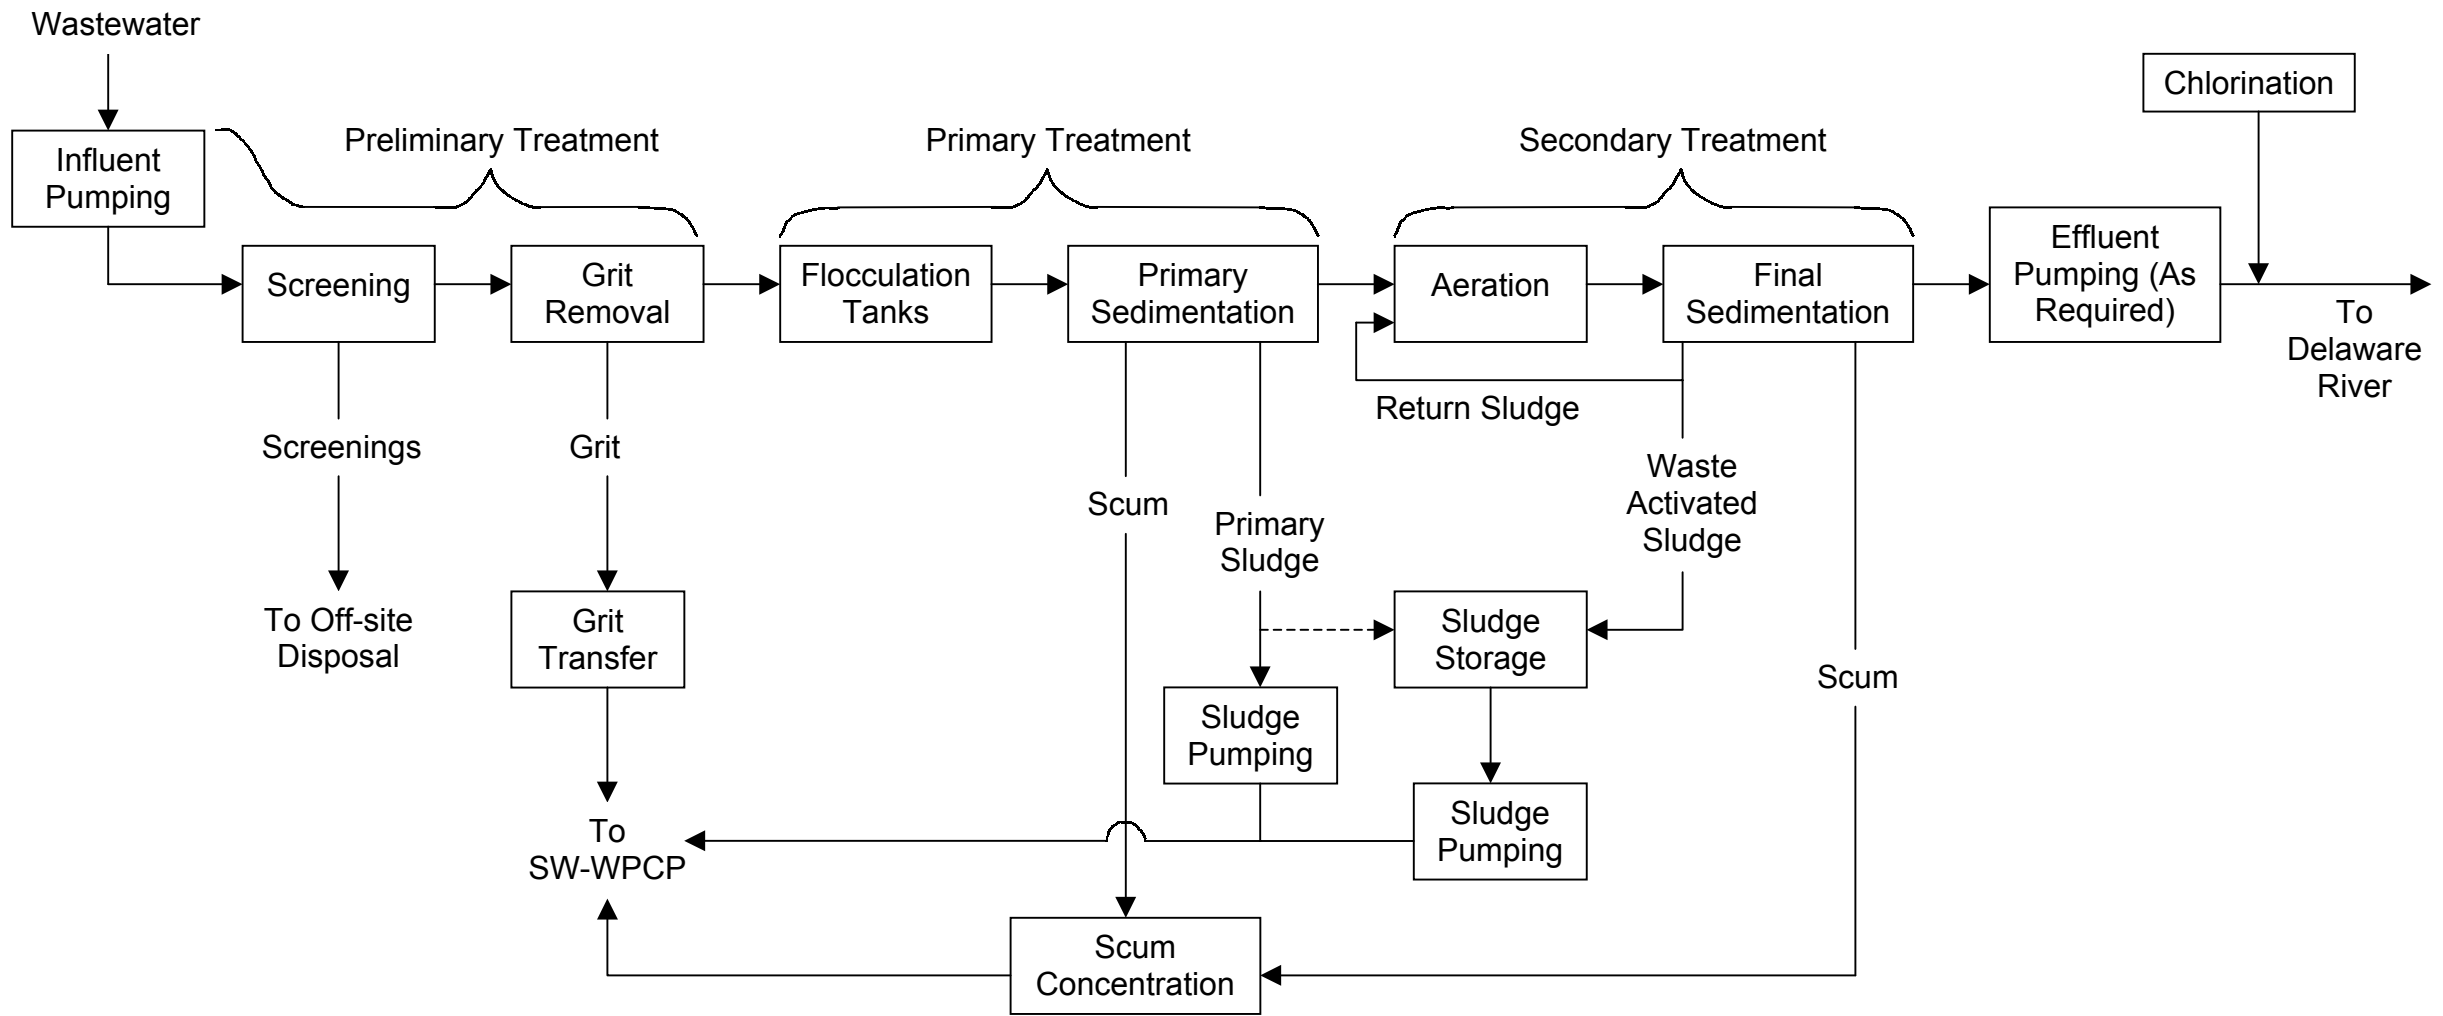 Wastewater
Chlorination
Preliminary Treatment
Primary Treatment
Secondary Treatment
Influent
Pumping
Screening
Grit
Removal
Flocculation
Tanks
Primary
Sedimentation
Aeration
Final
Sedimentation
Effluent
Pumping (As
Required)
To
Delaware
River
Return Sludge
Screenings
Grit
Scum
Primary
Sludge
Waste
Activated
Sludge
To Off-site
Disposal
Grit
Transfer
Sludge
Storage
Scum
Sludge
Pumping
Sludge
Pumping
To
SW-WPCP
Scum
Concentration